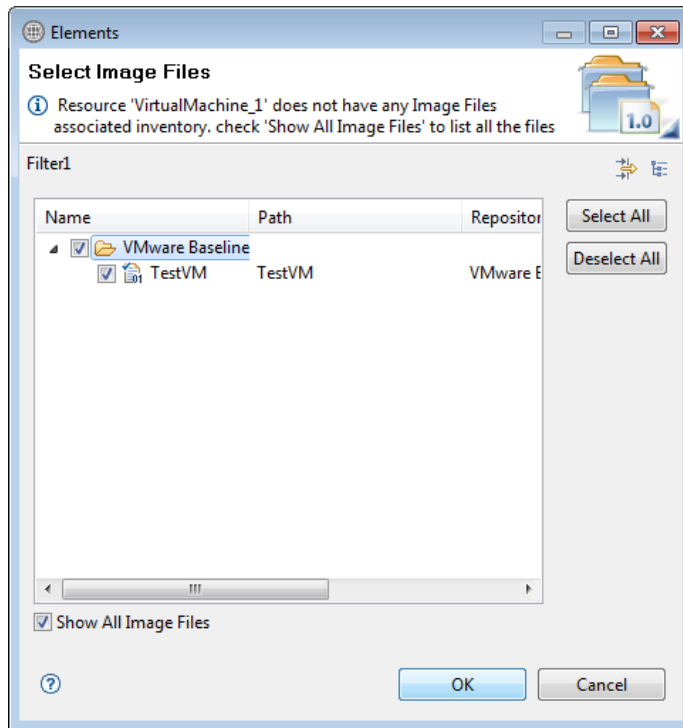 Elements
Select Image Files
Resource 'VirtualMachine_1' does not have any Image Files
associated inventory. check 'Show All Image Files' to list all the files
1.0
Filter1
Name Path Repositor
Select All
VMware Baseline
Deselect All
01 TestVM TestVM VMware E
Show All Image Files
? OK Cancel